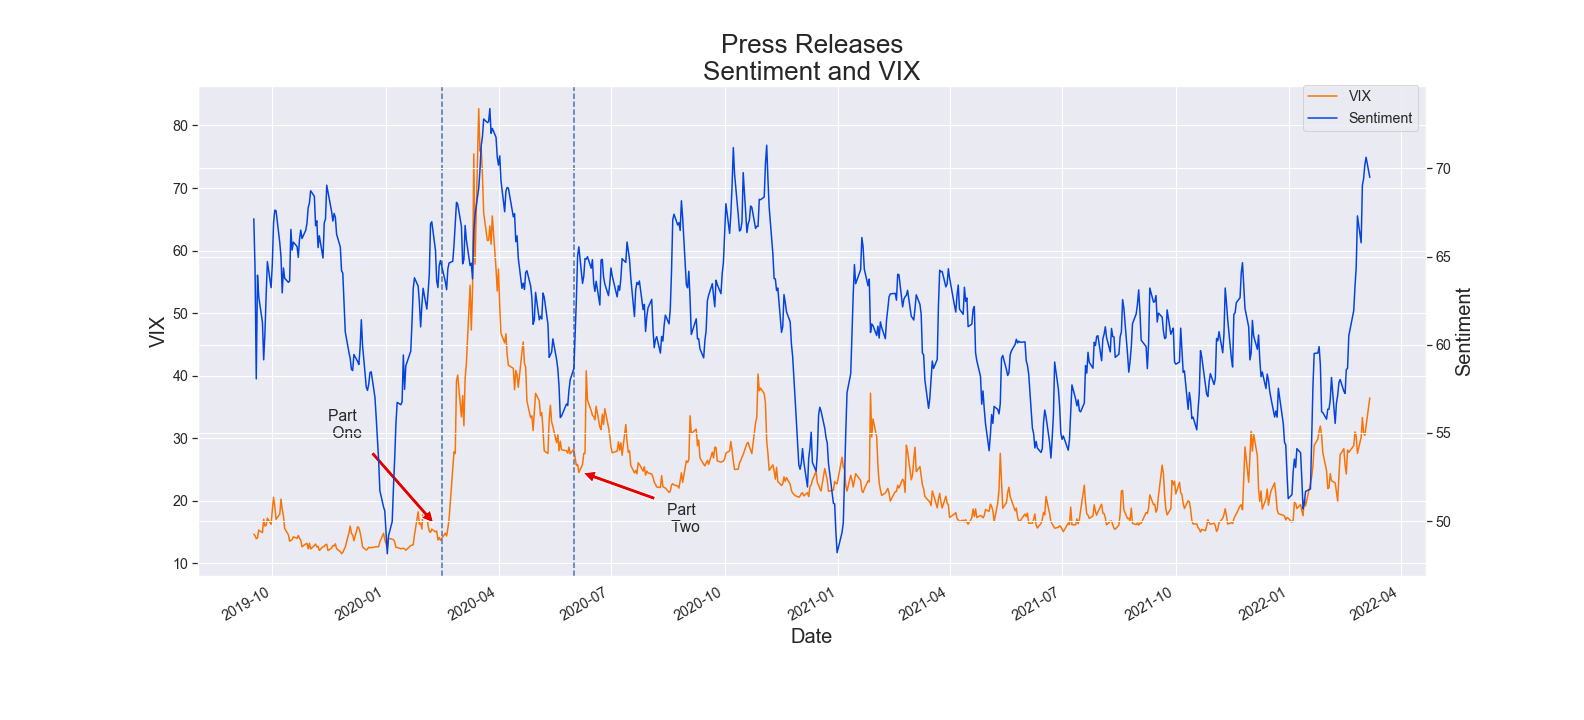 Press Releases
Sentiment and VIX
VIX
Sentiment
80
70
60
50
40
30
20
10
VIX
70
65
60
55
50
Sentiment
Part
One
Part
Two
2019-10
2020-01
2020-04
2020-07
2020-10
2021-01
2021-04
2021-07
2021-10
2022-01
2022-04
Date